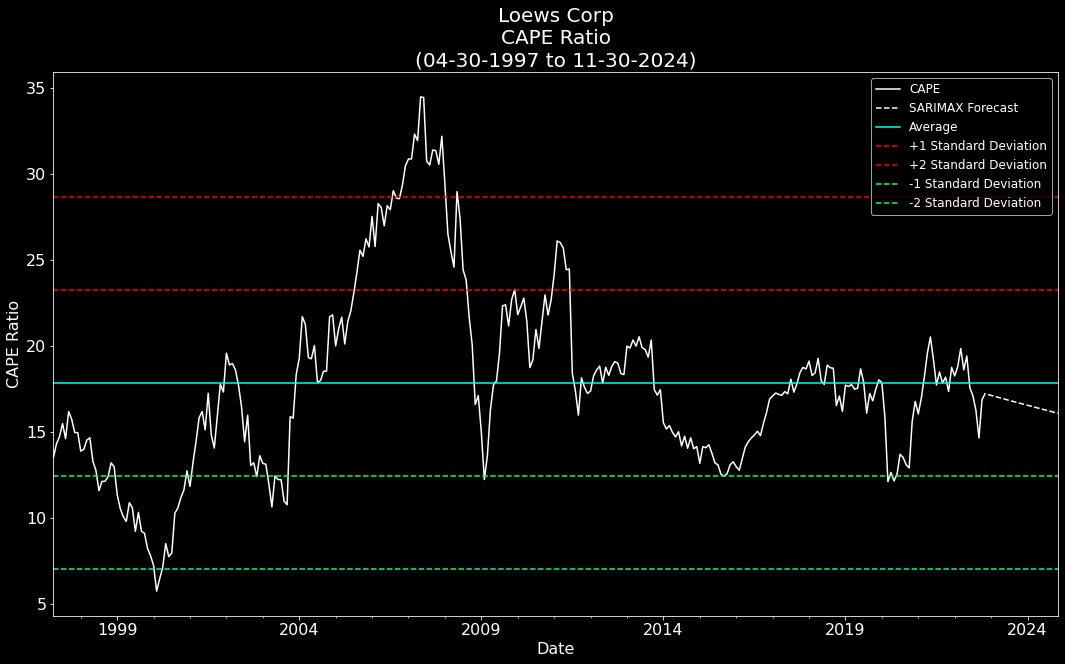 Loews Corp
CAPE Ratio
(04-30-1997 to 11-30-2024)
CAPE
SARIMAX Forecast
Average
+1 Standard Deviation
+2 Standard Deviation
-1 Standard Deviation
-2 Standard Deviation
35
30
25
20
15
10
5
CAPE Ratio
1999
2004
2009
2014
2019
2024
Date